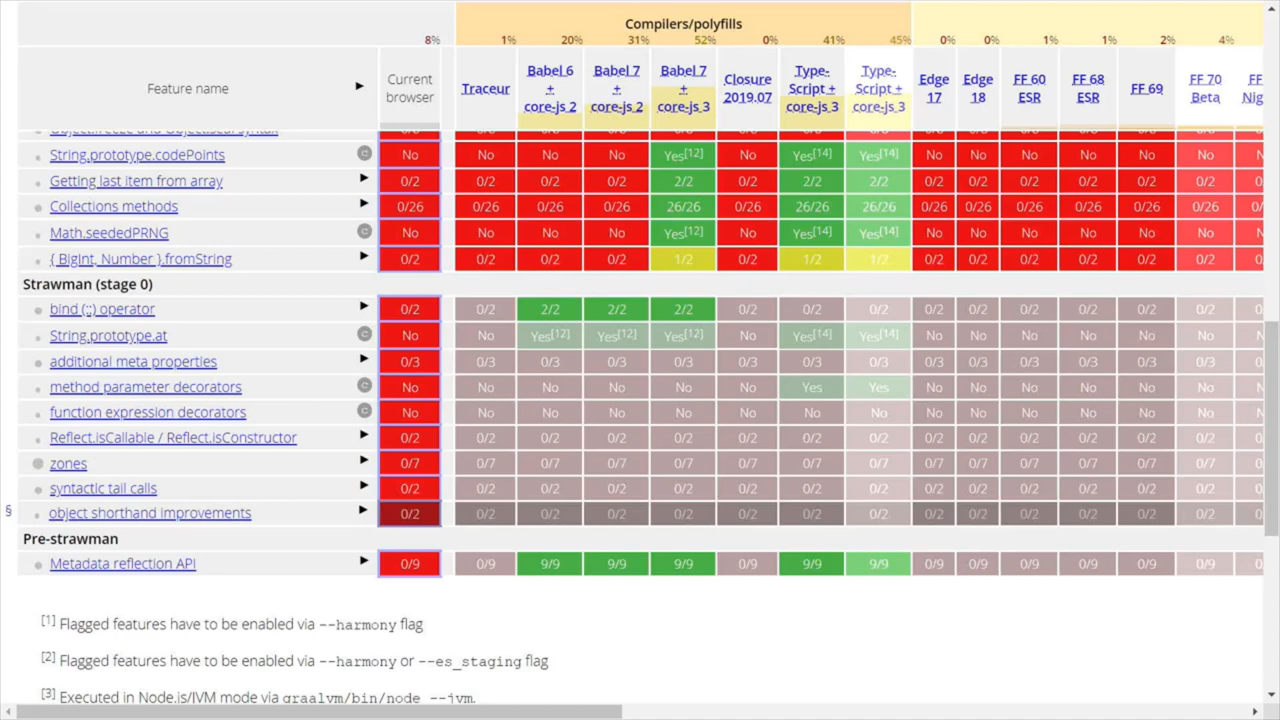 Compilers/polyfills
8% 1% 20% 31% 52% 0% 41% 45% 0% 0% 1% 1% 2% 4%
Feature name ► Current browser Traceur Babel 6 + core-js 2 Babel 7 + core-js 2 Babel 7 + core-js 3 Closure 2019.07 Type-Script + core-js 3 Type-Script + core-js 3 Edge 17 Edge 18 FF 60 ESR FF 68 ESR FF 69 FF 70 Beta FF Nig
String.prototype.codePoints C No No No No Yes[12] No Yes[14] Yes[14] No No No No No No
Getting last item from array ► 0/2 0/2 0/2 0/2 2/2 0/2 2/2 2/2 0/2 0/2 0/2 0/2 0/2 0/2 0/
Collections methods ► 0/26 0/26 0/26 0/26 26/26 0/26 26/26 26/26 0/26 0/26 0/26 0/26 0/26 0/26 0/
Math.seededPRNG C No No No No Yes[12] No Yes[14] Yes[14] No No No No No No
{ BigInt, Number }.fromString ► 0/2 0/2 0/2 0/2 1/2 0/2 1/2 1/2 0/2 0/2 0/2 0/2 0/2 0/2 0/
Strawman (stage 0)
bind (::) operator ► 0/2 0/2 2/2 2/2 2/2 0/2 0/2 0/2 0/2 0/2 0/2 0/2 0/2 0/2 0/
String.prototype.at C No No Yes[12] Yes[12] Yes[12] No Yes[14] Yes[14] No No No No No No
additional meta properties ► 0/3 0/3 0/3 0/3 0/3 0/3 0/3 0/3 0/3 0/3 0/3 0/3 0/3 0/3 0/
method parameter decorators C No No No No No No Yes Yes No No No No No No
function expression decorators C No No No No No No No No No No No No No No
Reflect.isCallable / Reflect.isConstructor ► 0/2 0/2 0/2 0/2 0/2 0/2 0/2 0/2 0/2 0/2 0/2 0/2 0/2 0/2 0/
zones ► 0/7 0/7 0/7 0/7 0/7 0/7 0/7 0/7 0/7 0/7 0/7 0/7 0/7 0/7 0/
syntactic tail calls ► 0/2 0/2 0/2 0/2 0/2 0/2 0/2 0/2 0/2 0/2 0/2 0/2 0/2 0/2 0/
§ object shorthand improvements ► 0/2 0/2 0/2 0/2 0/2 0/2 0/2 0/2 0/2 0/2 0/2 0/2 0/2 0/2 0/
Pre-strawman
Metadata reflection API ► 0/9 0/9 9/9 9/9 9/9 0/9 9/9 9/9 0/9 0/9 0/9 0/9 0/9 0/9 0/
[1] Flagged features have to be enabled via --harmony flag
[2] Flagged features have to be enabled via --harmony or --es_staging flag
[3] Executed in Node.js/JVM mode via graalvm/bin/node --jvm.